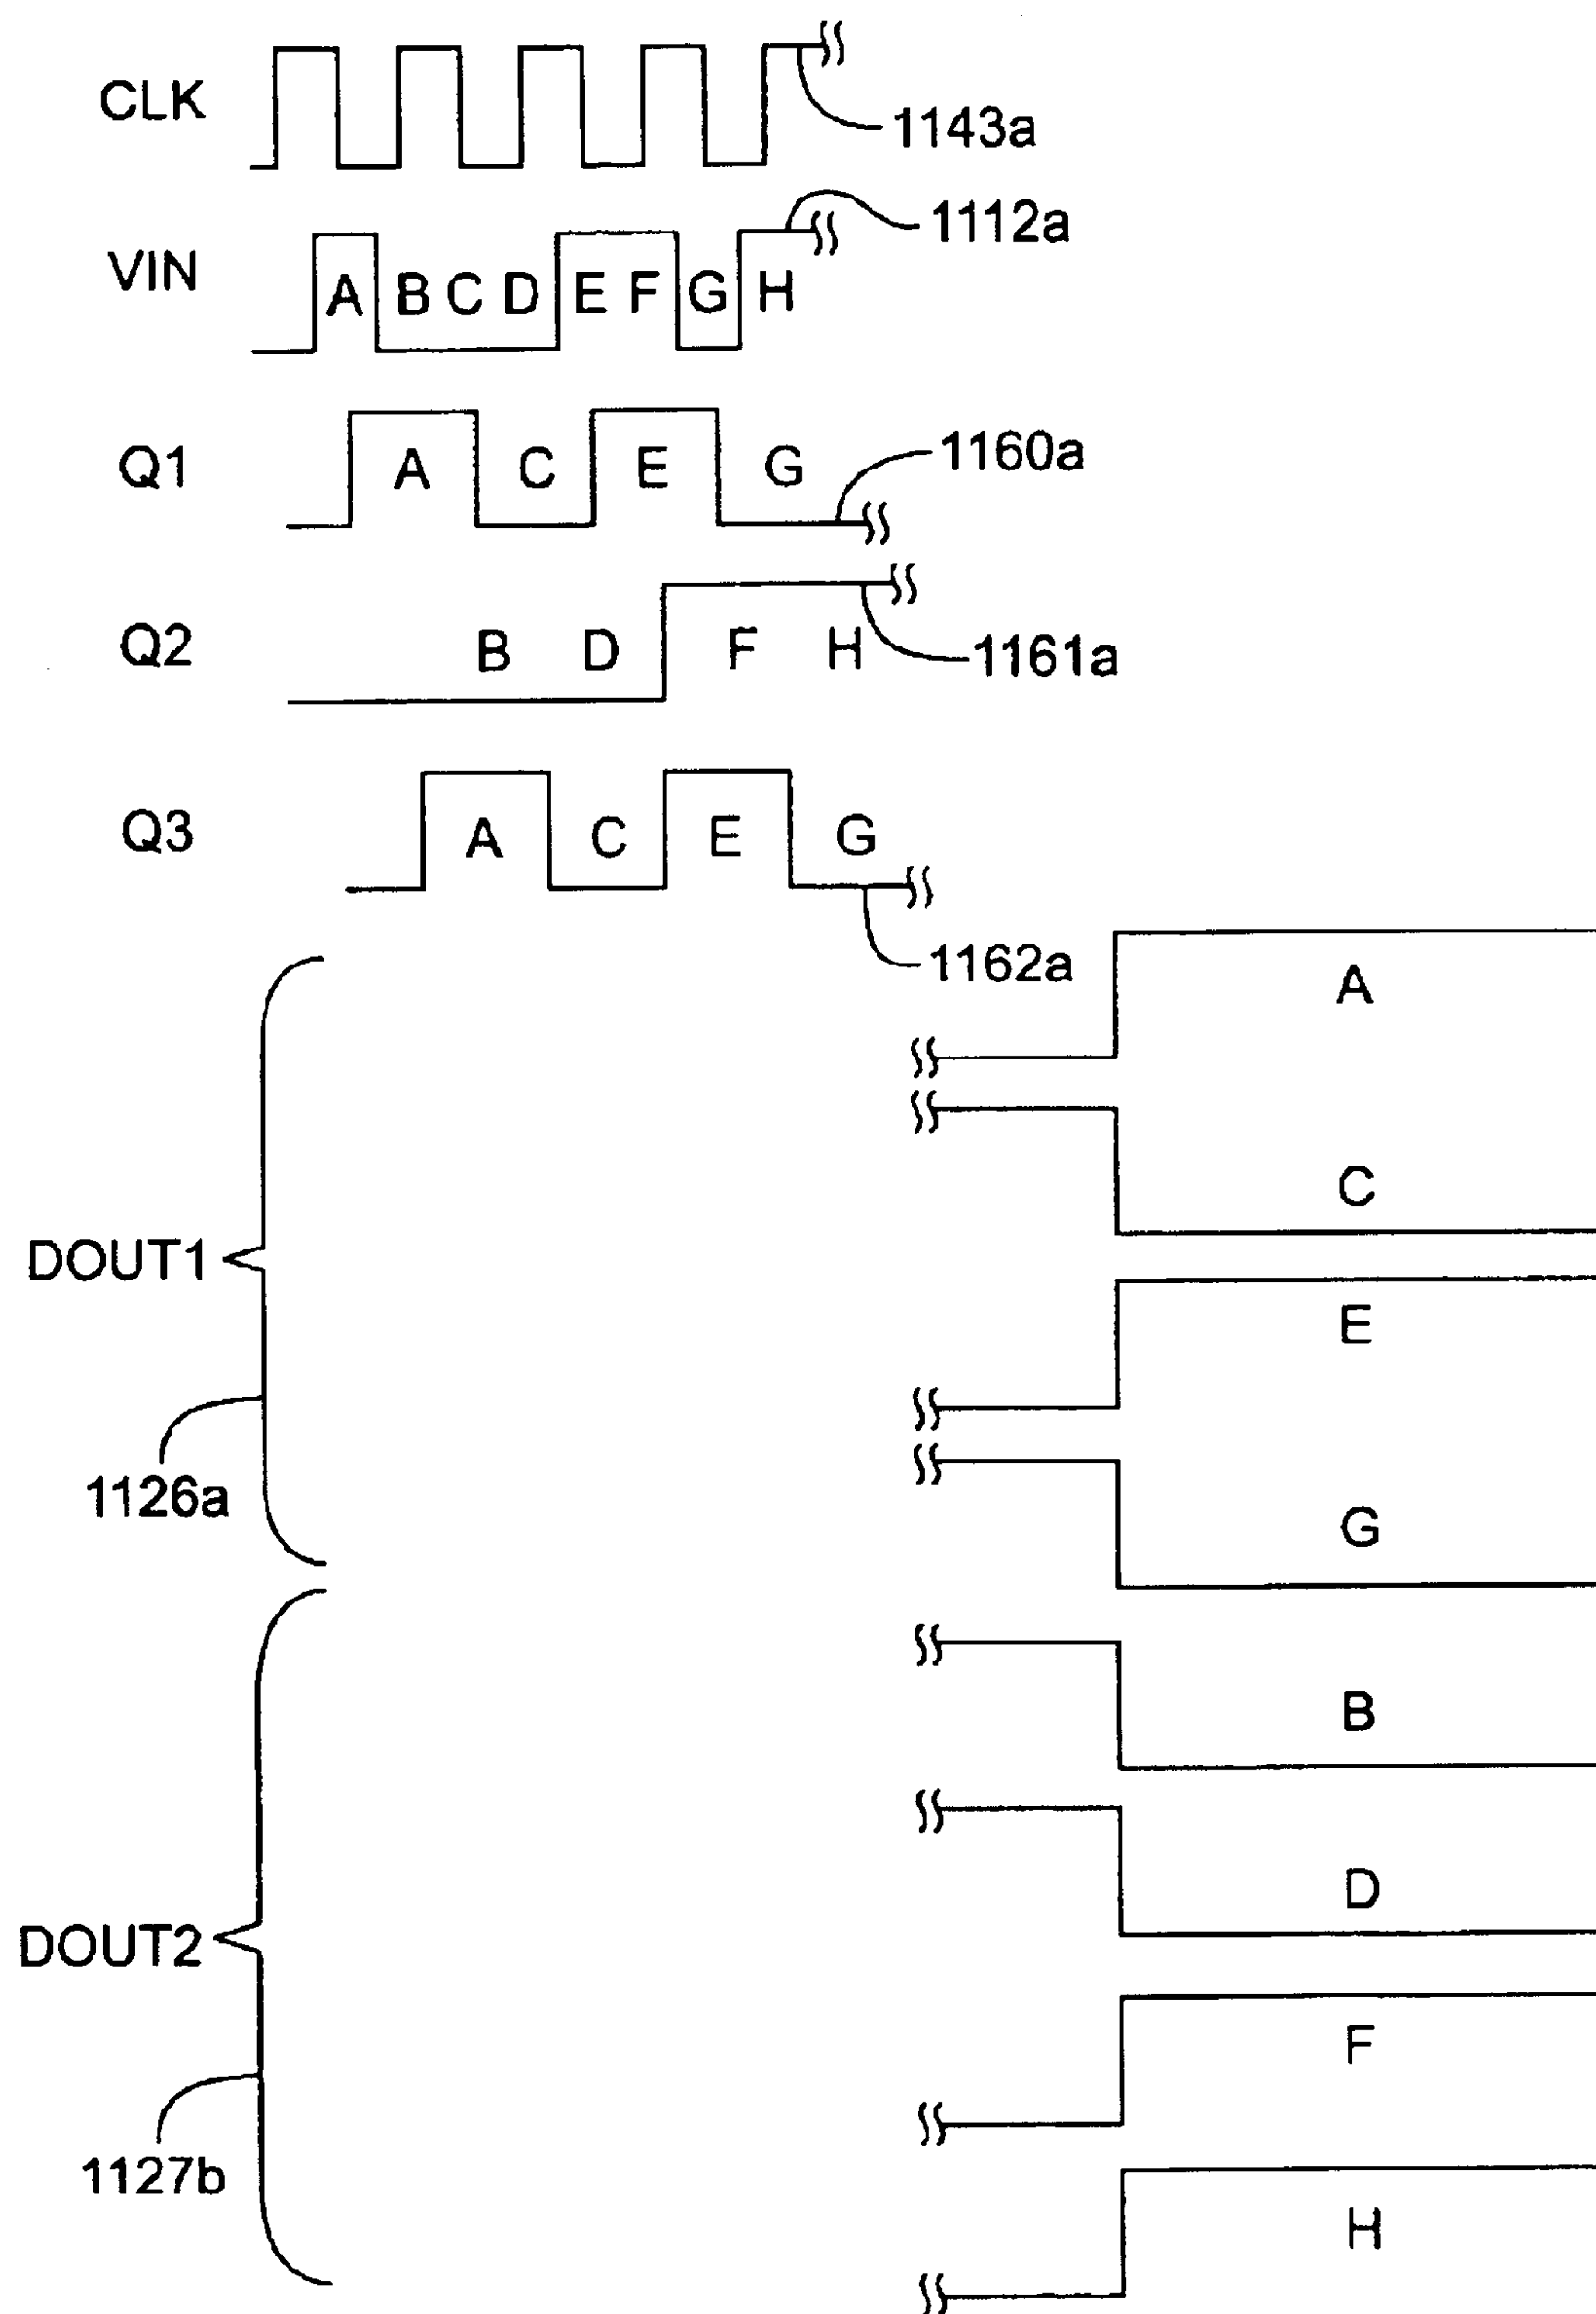 CLK
1143a
VIN
A B C D E F G H
1112a
Q1
A C E G
1160a
Q2
B D F H
1161a
Q3
A C E G
1162a
DOUT1
1126a
A
C
E
G
DOUT2
1127b
B
D
F
H